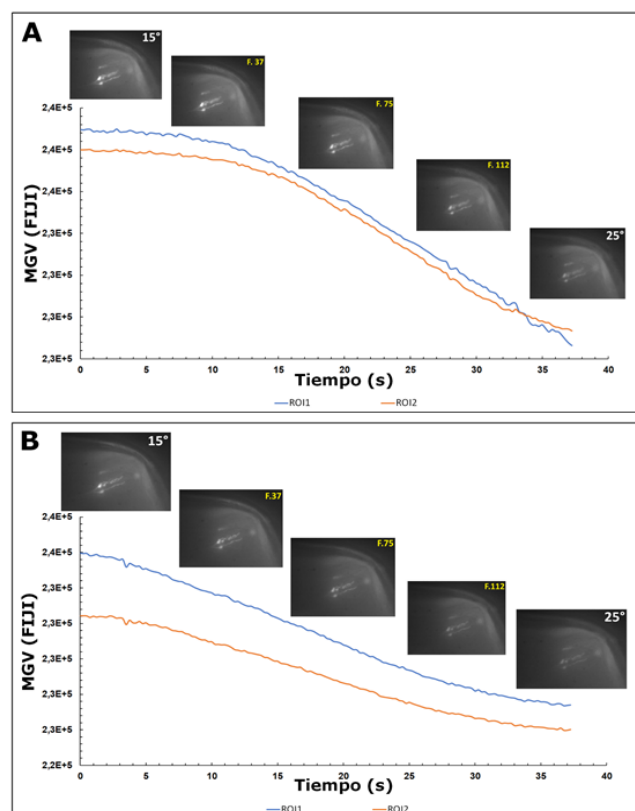 A
15°
F. 37
F. 75
F. 112
25°
MGV (FIJI)
2,4E+5
2,4E+5
2,4E+5
2,3E+5
2,3E+5
2,3E+5
2,3E+5
0 5 10 15 20 25 30 35 40
Tiempo (s)
ROI1 ROI2
B
15°
F.37
F.75
F.112
25°
MGV (FIJI)
2,4E+5
2,4E+5
2,3E+5
2,3E+5
2,3E+5
2,3E+5
2,3E+5
2,2E+5
0 5 10 15 20 25 30 35 40
Tiempo (s)
ROI1 ROI2